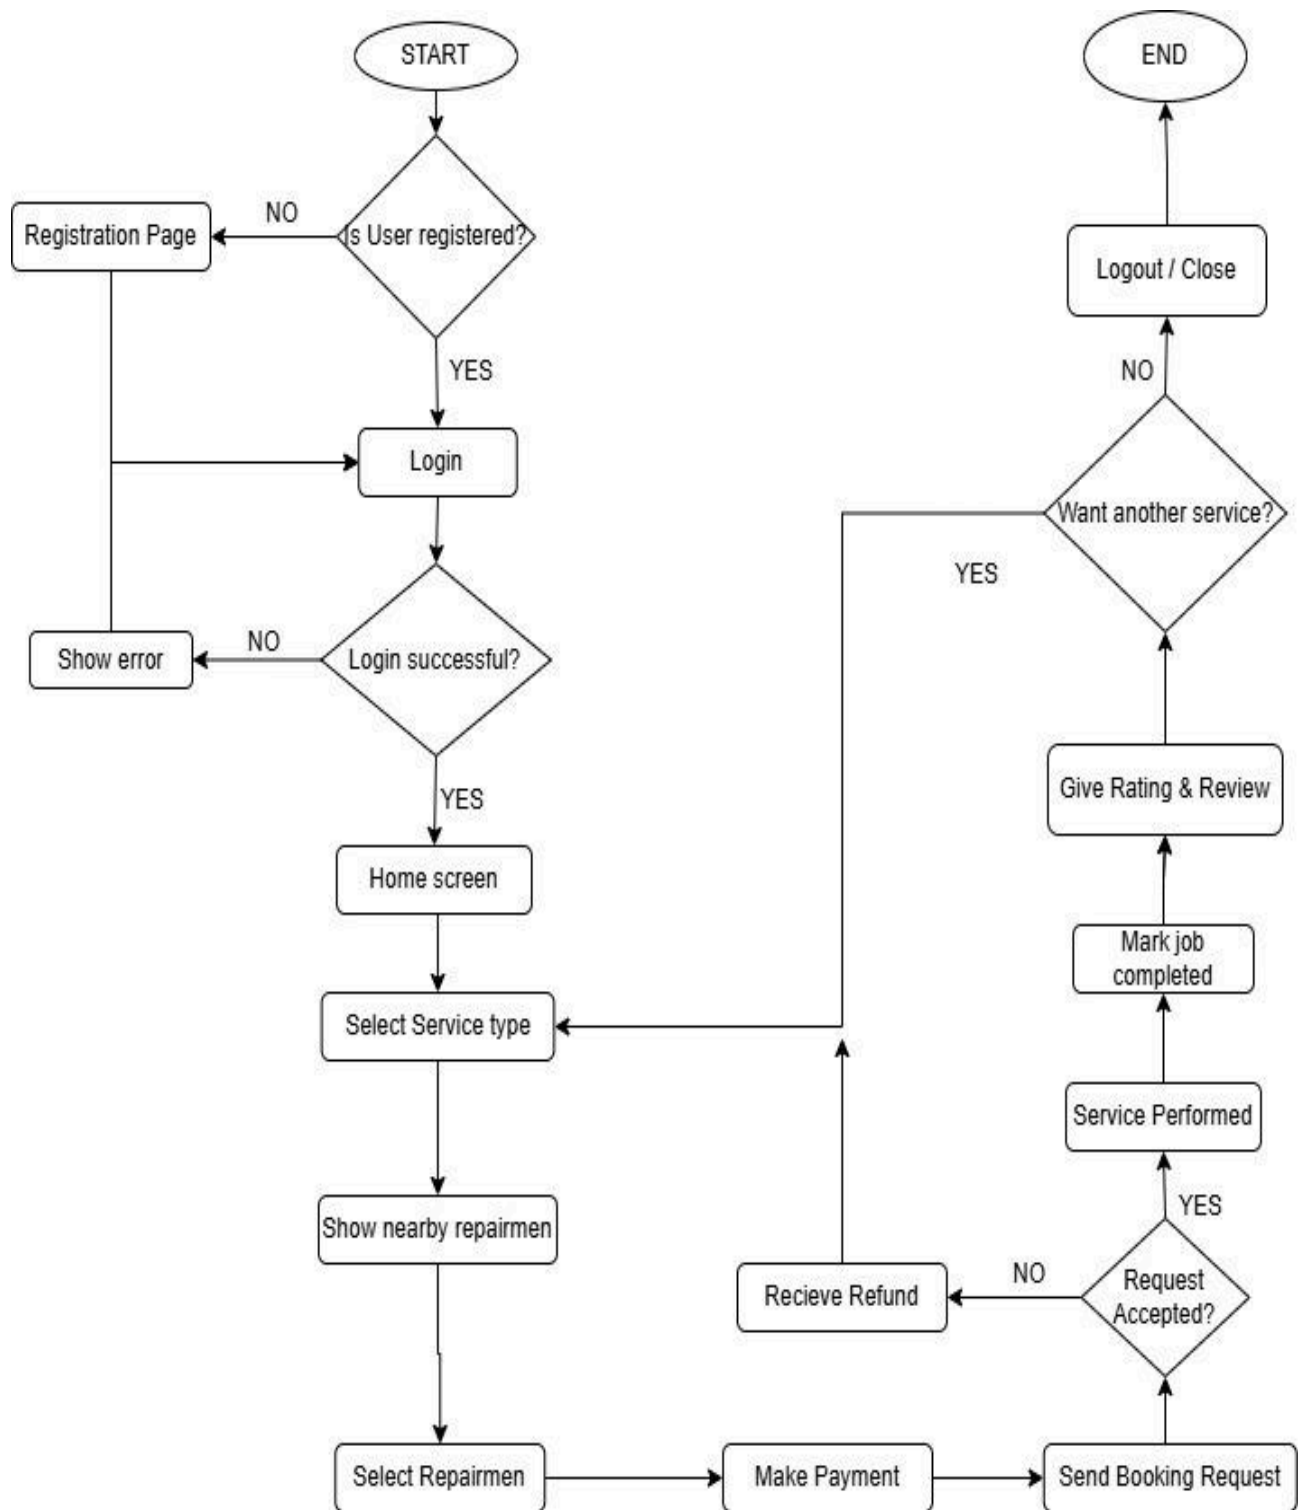 START
END
NO
Registration Page
Is User registered?
Logout / Close
YES
NO
Login
Want another service?
YES
NO
Show error
Login successful?
YES
Give Rating & Review
Home screen
Mark job
completed
Select Service type
Service Performed
YES
Show nearby repairmen
NO
Recieve Refund
Request
Accepted?
Select Repairmen
Make Payment
Send Booking Request